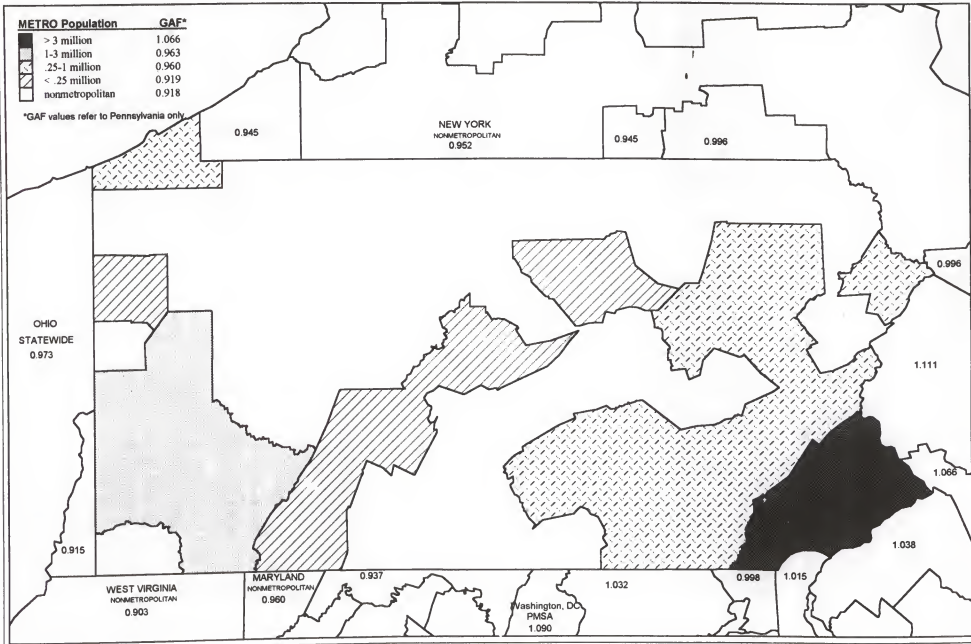 METRO Population GAF*
> 3 million 1.066
1-3 million 0.963
.25-1 million 0.960
< .25 million 0.919
nonmetropolitan 0.918
*GAF values refer to Pennsylvania only
0.945
NEW YORK
NONMETROPOLITAN
0.952
0.945
0.996
0.996
OHIO
STATEWIDE
0.973
1.111
1.066
1.038
0.915
WEST VIRGINIA
NONMETROPOLITAN
0.903
MARYLAND
NONMETROPOLITAN
0.960
0.937
Washington, DC
PMSA
1.090
1.032
0.998
1.015